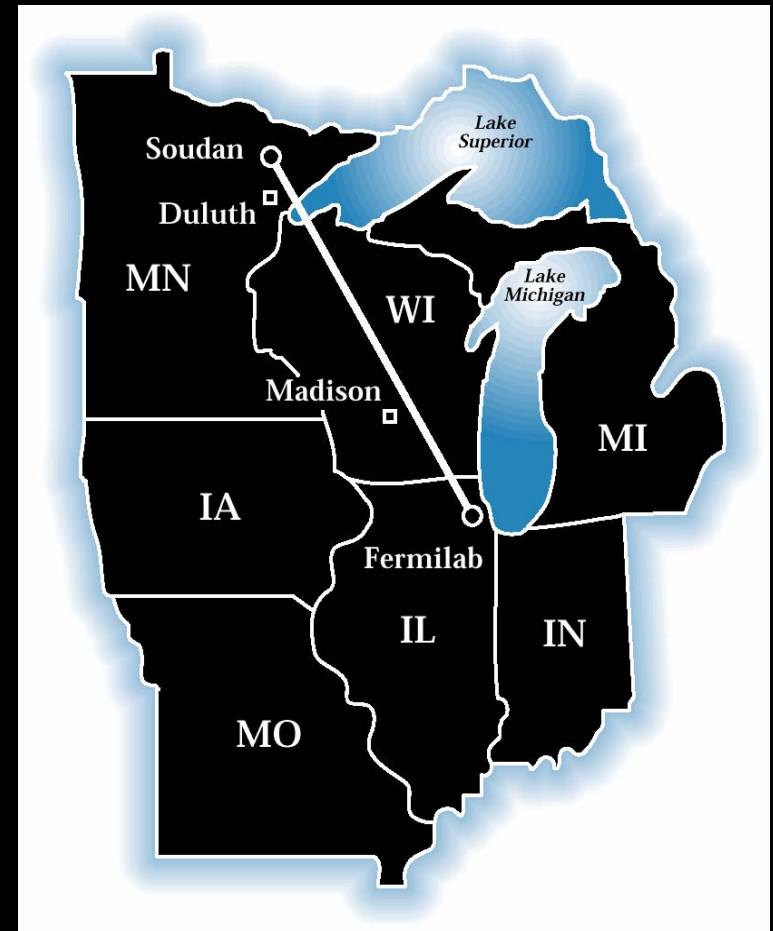 Lake
Superior
Soudan
Duluth
MN
Lake
Michigan
WI
Madison
MI
IA
Fermilab
IL
IN
MO